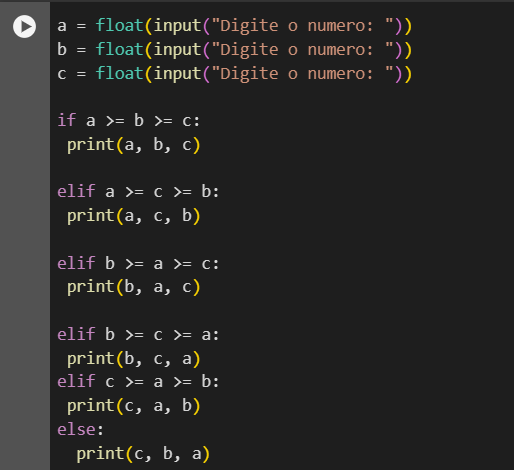 a = float(input("Digite o numero: "))
b = float(input("Digite o numero: "))
c = float(input("Digite o numero: "))

if a >= b >= c:
 print(a, b, c)

elif a >= c >= b:
 print(a, c, b)

elif b >= a >= c:
 print(b, a, c)

elif b >= c >= a:
 print(b, c, a)
elif c >= a >= b:
 print(c, a, b)
else:
  print(c, b, a)